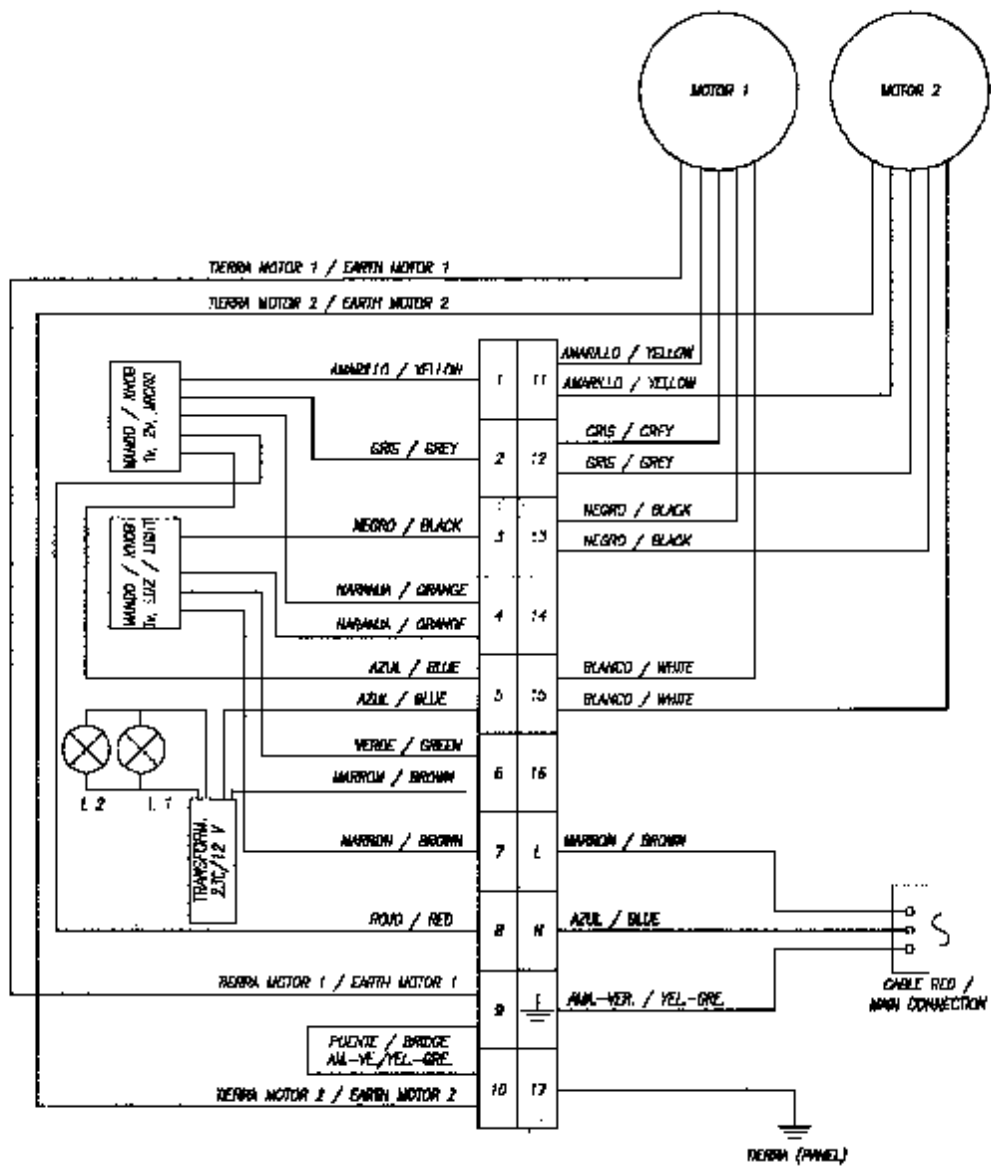 MOTOR 1
MOTOR 2
TIERRA MOTOR 1 / EARTH MOTOR 1
TIERRA MOTOR 2 / EARTH MOTOR 2
MANDO / KNOB
1v, 2v, MICRO
AMARILLO / YELLOW
1
11
AMARILLO / YELLOW
AMARILLO / YELLOW
GRIS / GREY
2
12
GRIS / GREY
GRIS / GREY
MANDO / KNOB
LUZ / LIGHT
NEGRO / BLACK
3
13
NEGRO / BLACK
NEGRO / BLACK
NARANJA / ORANGE
NARANJA / ORANGE
4
14
AZUL / BLUE
AZUL / BLUE
5
15
BLANCO / WHITE
BLANCO / WHITE
L 2
L 1
TRANSFORM.
VERDE / GREEN
MARRON / BROWN
6
16
MARRON / BROWN
7
L
MARRON / BROWN
ROJO / RED
8
N
AZUL / BLUE
CABLE RED /
MAIN CONNECTION
TIERRA MOTOR 1 / EARTH MOTOR 1
9
AMA.-VER. / YEL.-GRE.
PUENTE / BRIDGE
AM.-VE./YEL.-GRE.
TIERRA MOTOR 2 / EARTH MOTOR 2
10
17
TIERRA (PANEL)